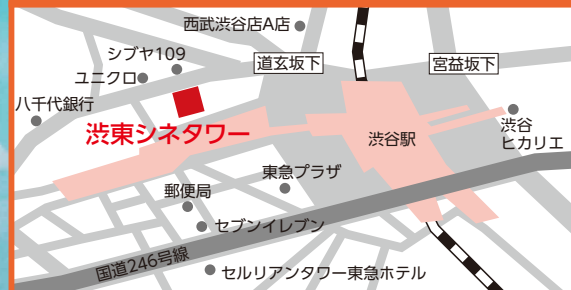 西武渋谷店A店
シブヤ109
道玄坂下
宮益坂下
ユニクロ
八千代銀行
渋東シネタワー
渋谷駅
渋谷
ヒカリエ
東急プラザ
郵便局
セブンイレブン
国道246号線
セルリアンタワー東急ホテル